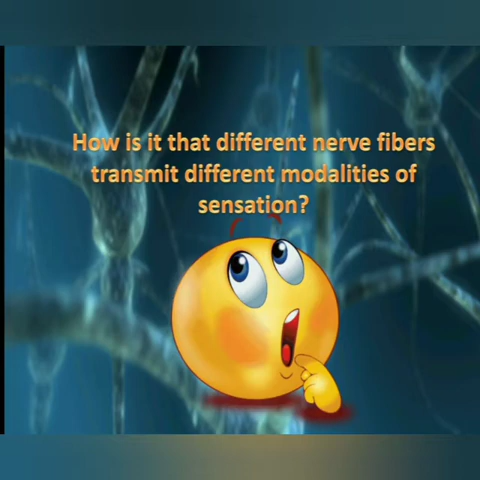 How is it that different nerve fibers
transmit different modalities of
sensation?